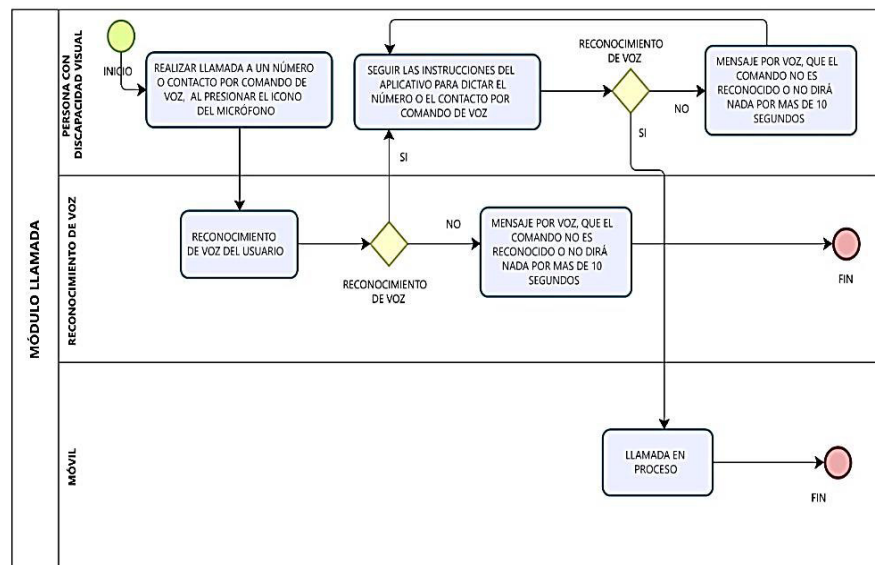 MÓDULO LLAMADA
PERSONA CON
DISCAPACIDAD VISUAL
INICIO
REALIZAR LLAMADA A UN NÚMERO
O CONTACTO POR COMANDO DE
VOZ, AL PRESIONAR EL ICONO
DEL MICRÓFONO
SEGUIR LAS INSTRUCCIONES DEL
APLICATIVO PARA DICTAR EL
NÚMERO O EL CONTACTO POR
COMANDO DE VOZ
RECONOCIMIENTO
DE VOZ
NO
SI
MENSAJE POR VOZ, QUE EL
COMANDO NO ES
RECONOCIDO O NO DIRÁ
NADA POR MAS DE 10
SEGUNDOS
SI
RECONOCIMIENTO DE VOZ
RECONOCIMIENTO
DE VOZ DEL USUARIO
RECONOCIMIENTO
DE VOZ
NO
MENSAJE POR VOZ, QUE EL
COMANDO NO ES
RECONOCIDO O NO DIRÁ
NADA POR MAS DE 10
SEGUNDOS
FIN
MÓVIL
LLAMADA EN
PROCESO
FIN